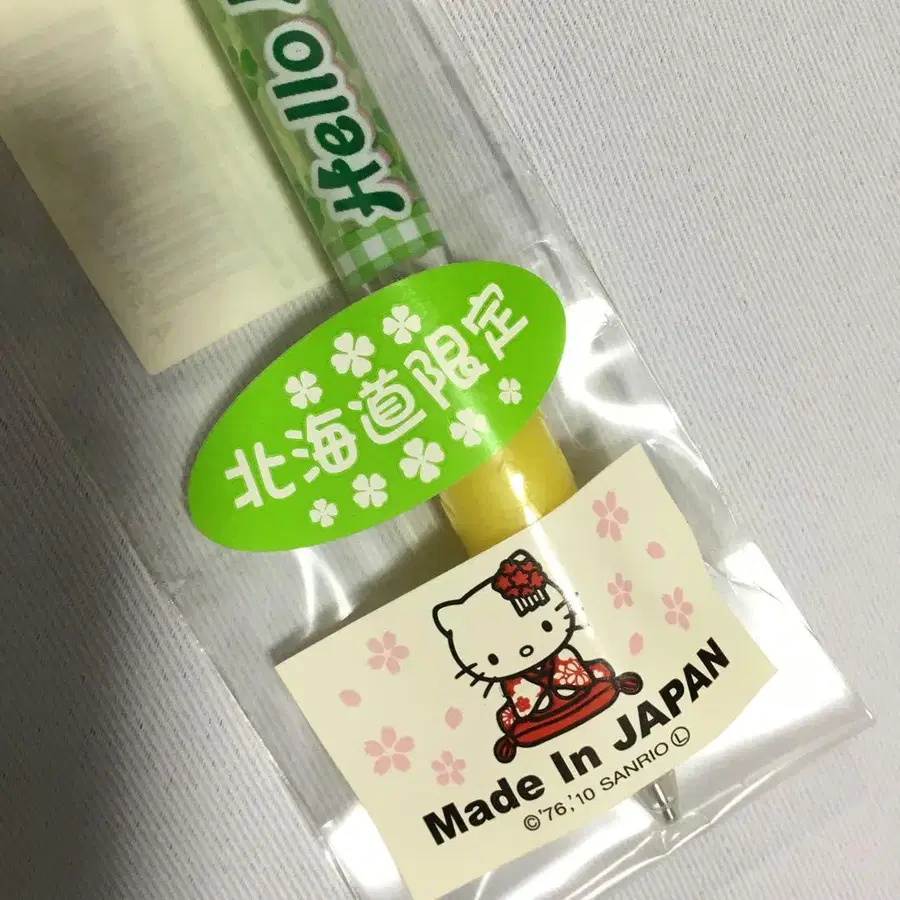 Hello
北海道限定
Made In JAPAN
©'76,'10 SANRIO Ⓛ